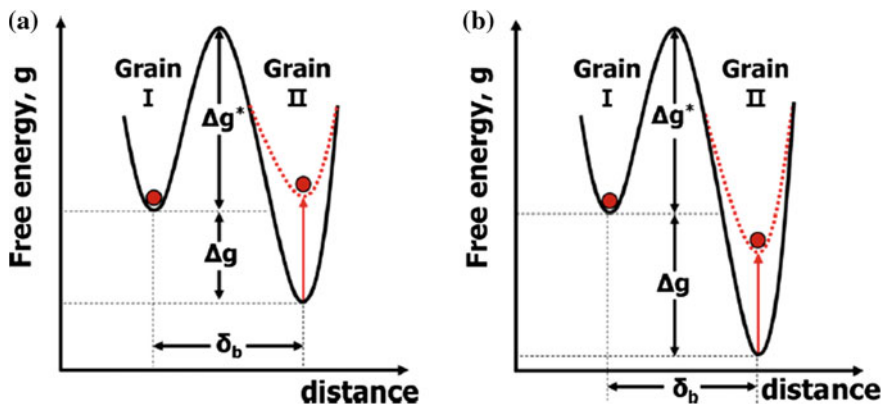 (a)
Free energy, g
Grain
I
Grain
II
Δg*
Δg
δb
distance
(b)
Free energy, g
Grain
I
Grain
II
Δg*
Δg
δb
distance